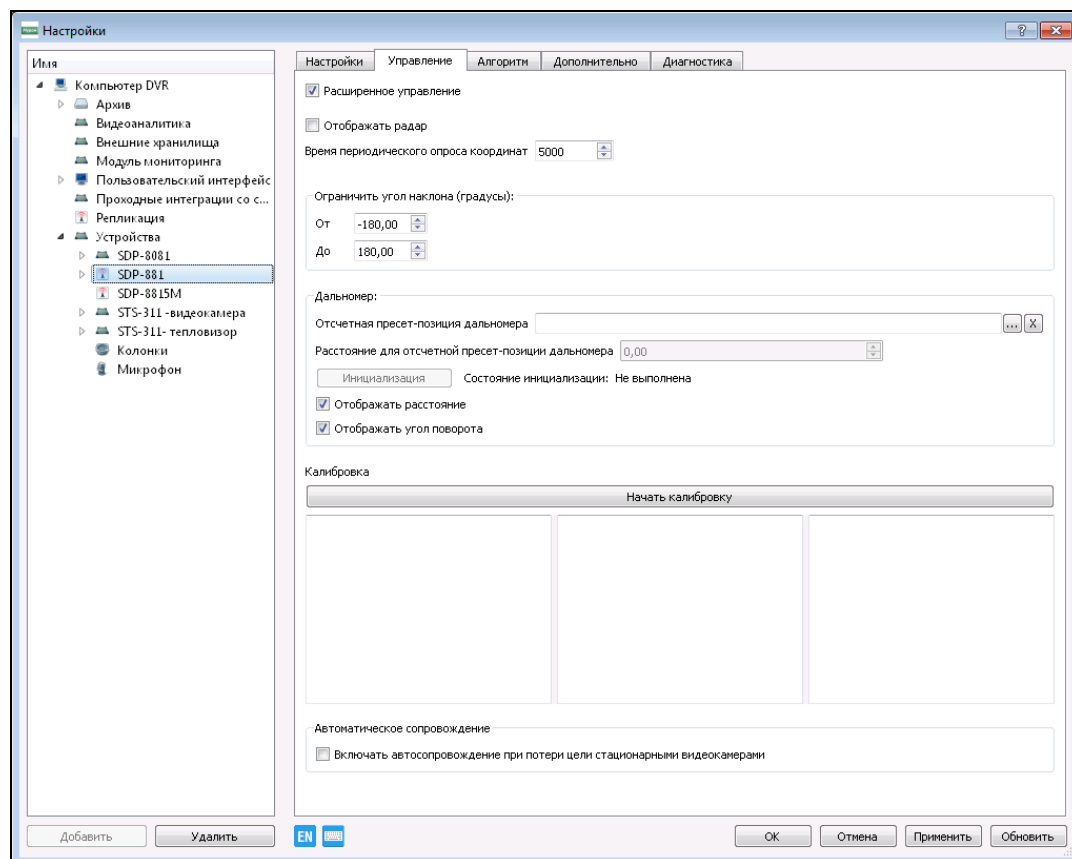 Настройки
Имя
Компьютер DVR
Архив
Видеоаналитика
Внешние хранилища
Модуль мониторинга
Пользовательский интерфейс
Проходные интеграции со с...
Репликация
Устройства
SDP-8081
SDP-881
SDP-8815M
STS-311 -видеокамера
STS-311- тепловизор
Колонки
Микрофон
Добавить Удалить
Настройки Управление Алгоритм Дополнительно Диагностика
Расширенное управление
Отображать радар
Время периодического опроса координат 5000
Ограничить угол наклона (градусы):
От -180,00
До 180,00
Дальномер:
Отсчетная пресет-позиция дальномера ... X
Расстояние для отсчетной пресет-позиции дальномера 0,00
Инициализация Состояние инициализации: Не выполнена
Отображать расстояние
Отображать угол поворота
Калибровка
Начать калибровку
Автоматическое сопровождение
Включать автосопровождение при потери цели стационарными видеокамерами
EN OK Отмена Применить Обновить